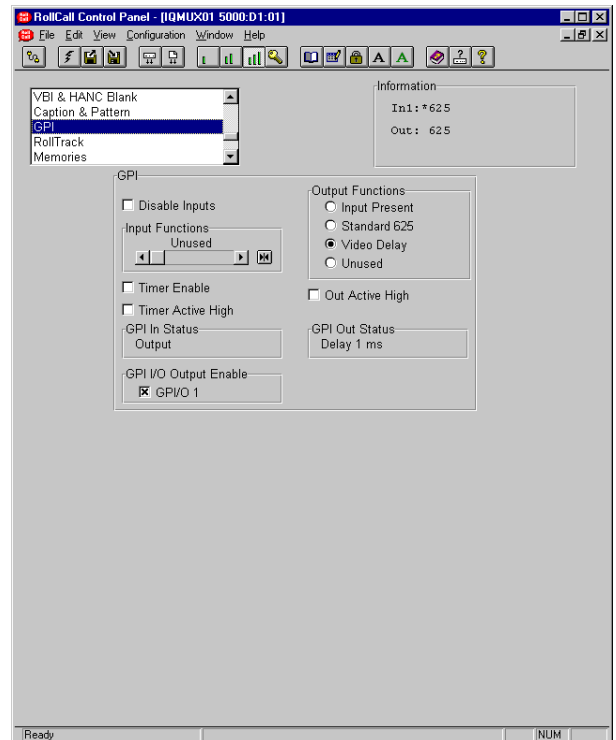 RollCall Control Panel - [IQMUX01 5000:D1:01]
File Edit View Configuration Window Help
A A ?
VBI & HANC Blank
Caption & Pattern
GPI
RollTrack
Memories
Information
In1:*625
Out: 625
GPI
Disable Inputs
Input Functions
Unused
Timer Enable
Timer Active High
GPI In Status
Output
GPI I/O Output Enable
GPI/O 1
Output Functions
Input Present
Standard 625
Video Delay
Unused
Out Active High
GPI Out Status
Delay 1 ms
Ready NUM